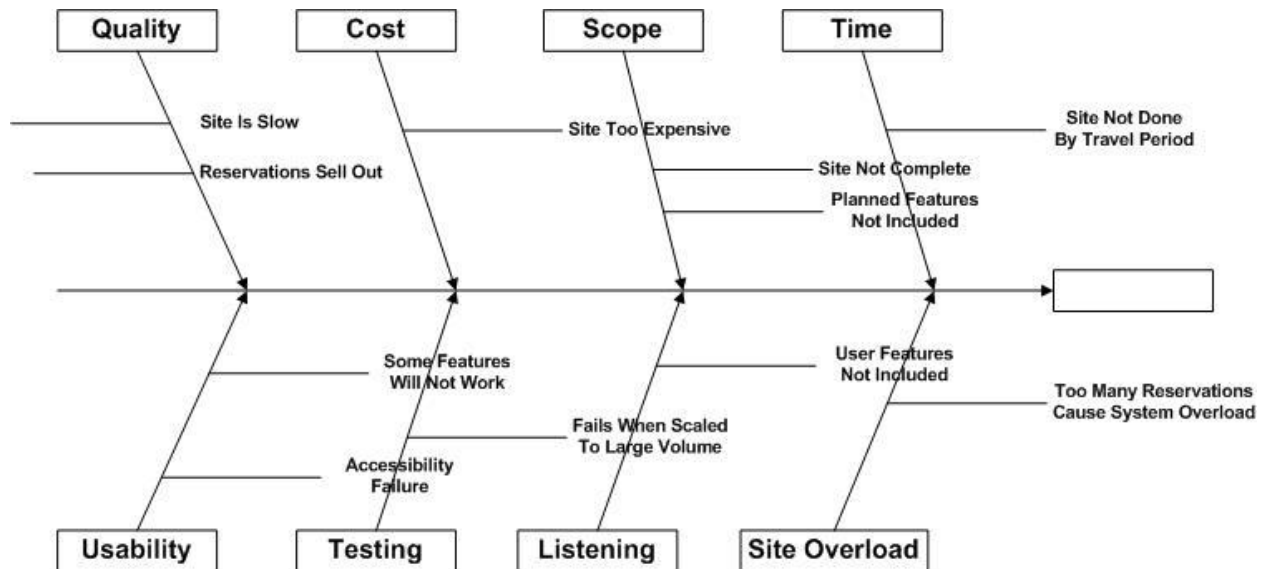 Quality
Cost
Scope
Time
Site Is Slow
Site Too Expensive
Site Not Done
By Travel Period
Reservations Sell Out
Site Not Complete
Planned Features
Not Included
Some Features
Will Not Work
User Features
Not Included
Too Many Reservations
Cause System Overload
Fails When Scaled
To Large Volume
Accessibility
Failure
Usability
Testing
Listening
Site Overload